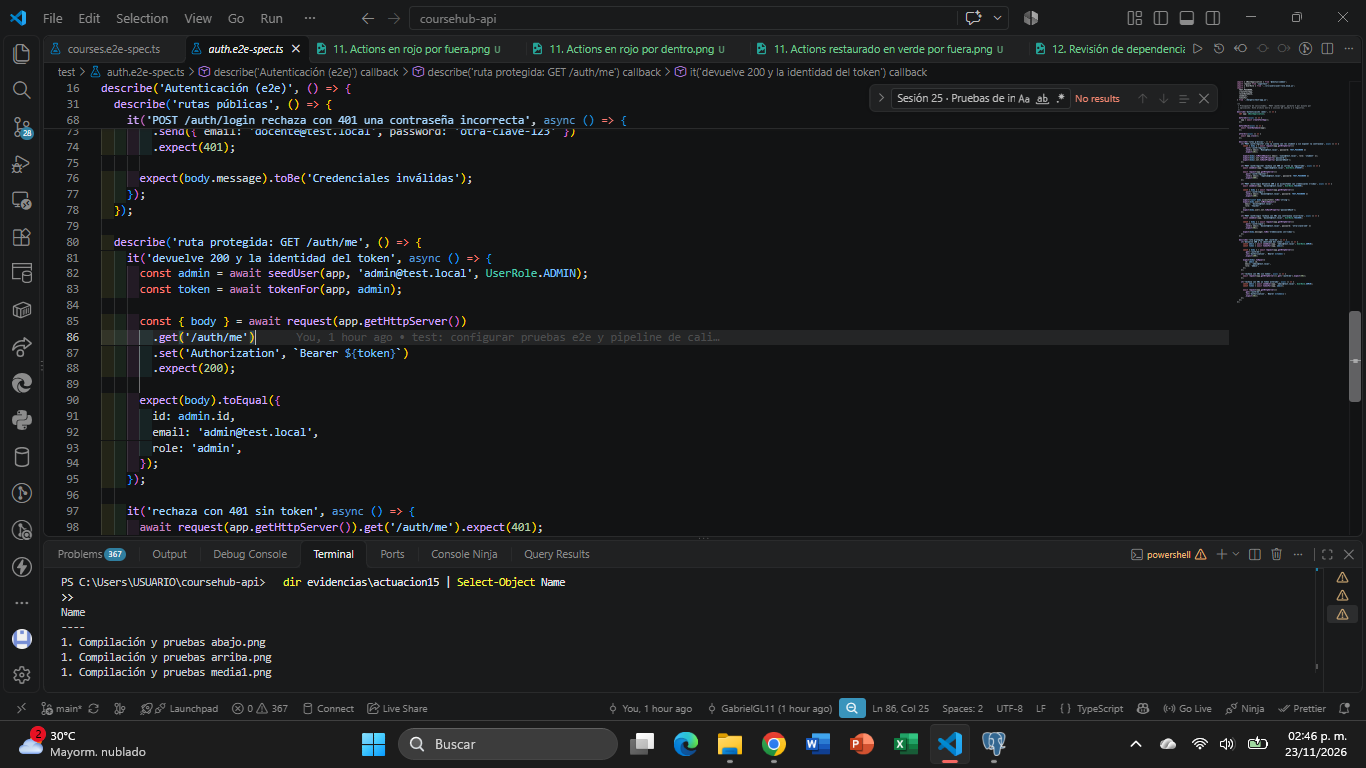 File Edit Selection View Go Run ··· coursehub-api
courses.e2e-spec.ts auth.e2e-spec.ts 11. Actions en rojo por fuera.png U 11. Actions en rojo por dentro.png U 11. Actions restaurado en verde por fuera.png U 12. Revisión de dependencia
test > auth.e2e-spec.ts > describe('Autenticación (e2e)') callback > describe('ruta protegida: GET /auth/me') callback > it('devuelve 200 y la identidad del token') callback
16 describe('Autenticación (e2e)', () => {
31 describe('rutas públicas', () => {
68 it('POST /auth/login rechaza con 401 una contraseña incorrecta', async () => {
73 .send({ email: 'docente@test.local', password: 'otra-clave-123' })
74 .expect(401);
75
76 expect(body.message).toBe('Credenciales inválidas');
77 });
78 });
79
80 describe('ruta protegida: GET /auth/me', () => {
81 it('devuelve 200 y la identidad del token', async () => {
82 const admin = await seedUser(app, 'admin@test.local', UserRole.ADMIN);
83 const token = await tokenFor(app, admin);
84
85 const { body } = await request(app.getHttpServer())
86 .get('/auth/me') You, 1 hour ago • test: configurar pruebas e2e y pipeline de cali…
87 .set('Authorization', `Bearer ${token}`)
88 .expect(200);
89
90 expect(body).toEqual({
91 id: admin.id,
92 email: 'admin@test.local',
93 role: 'admin',
94 });
95 });
96
97 it('rechaza con 401 sin token', async () => {
98 await request(app.getHttpServer()).get('/auth/me').expect(401);
Sesión 25 · Pruebas de in Aa ab .* No results
28
Problems 367 Output Debug Console Terminal Ports Console Ninja Query Results
powershell
PS C:\Users\USUARIO\coursehub-api> dir evidencias\actuacion15 | Select-Object Name
>>
Name
----
1. Compilación y pruebas abajo.png
1. Compilación y pruebas arriba.png
1. Compilación y pruebas media1.png
main* Launchpad 0 367 Connect Live Share You, 1 hour ago GabrielGL11 (1 hour ago) Ln 86, Col 25 Spaces: 2 UTF-8 LF { } TypeScript Go Live Ninja Prettier
2
30°C
Mayorm. nublado
Buscar
02:46 p. m.
23/11/2026